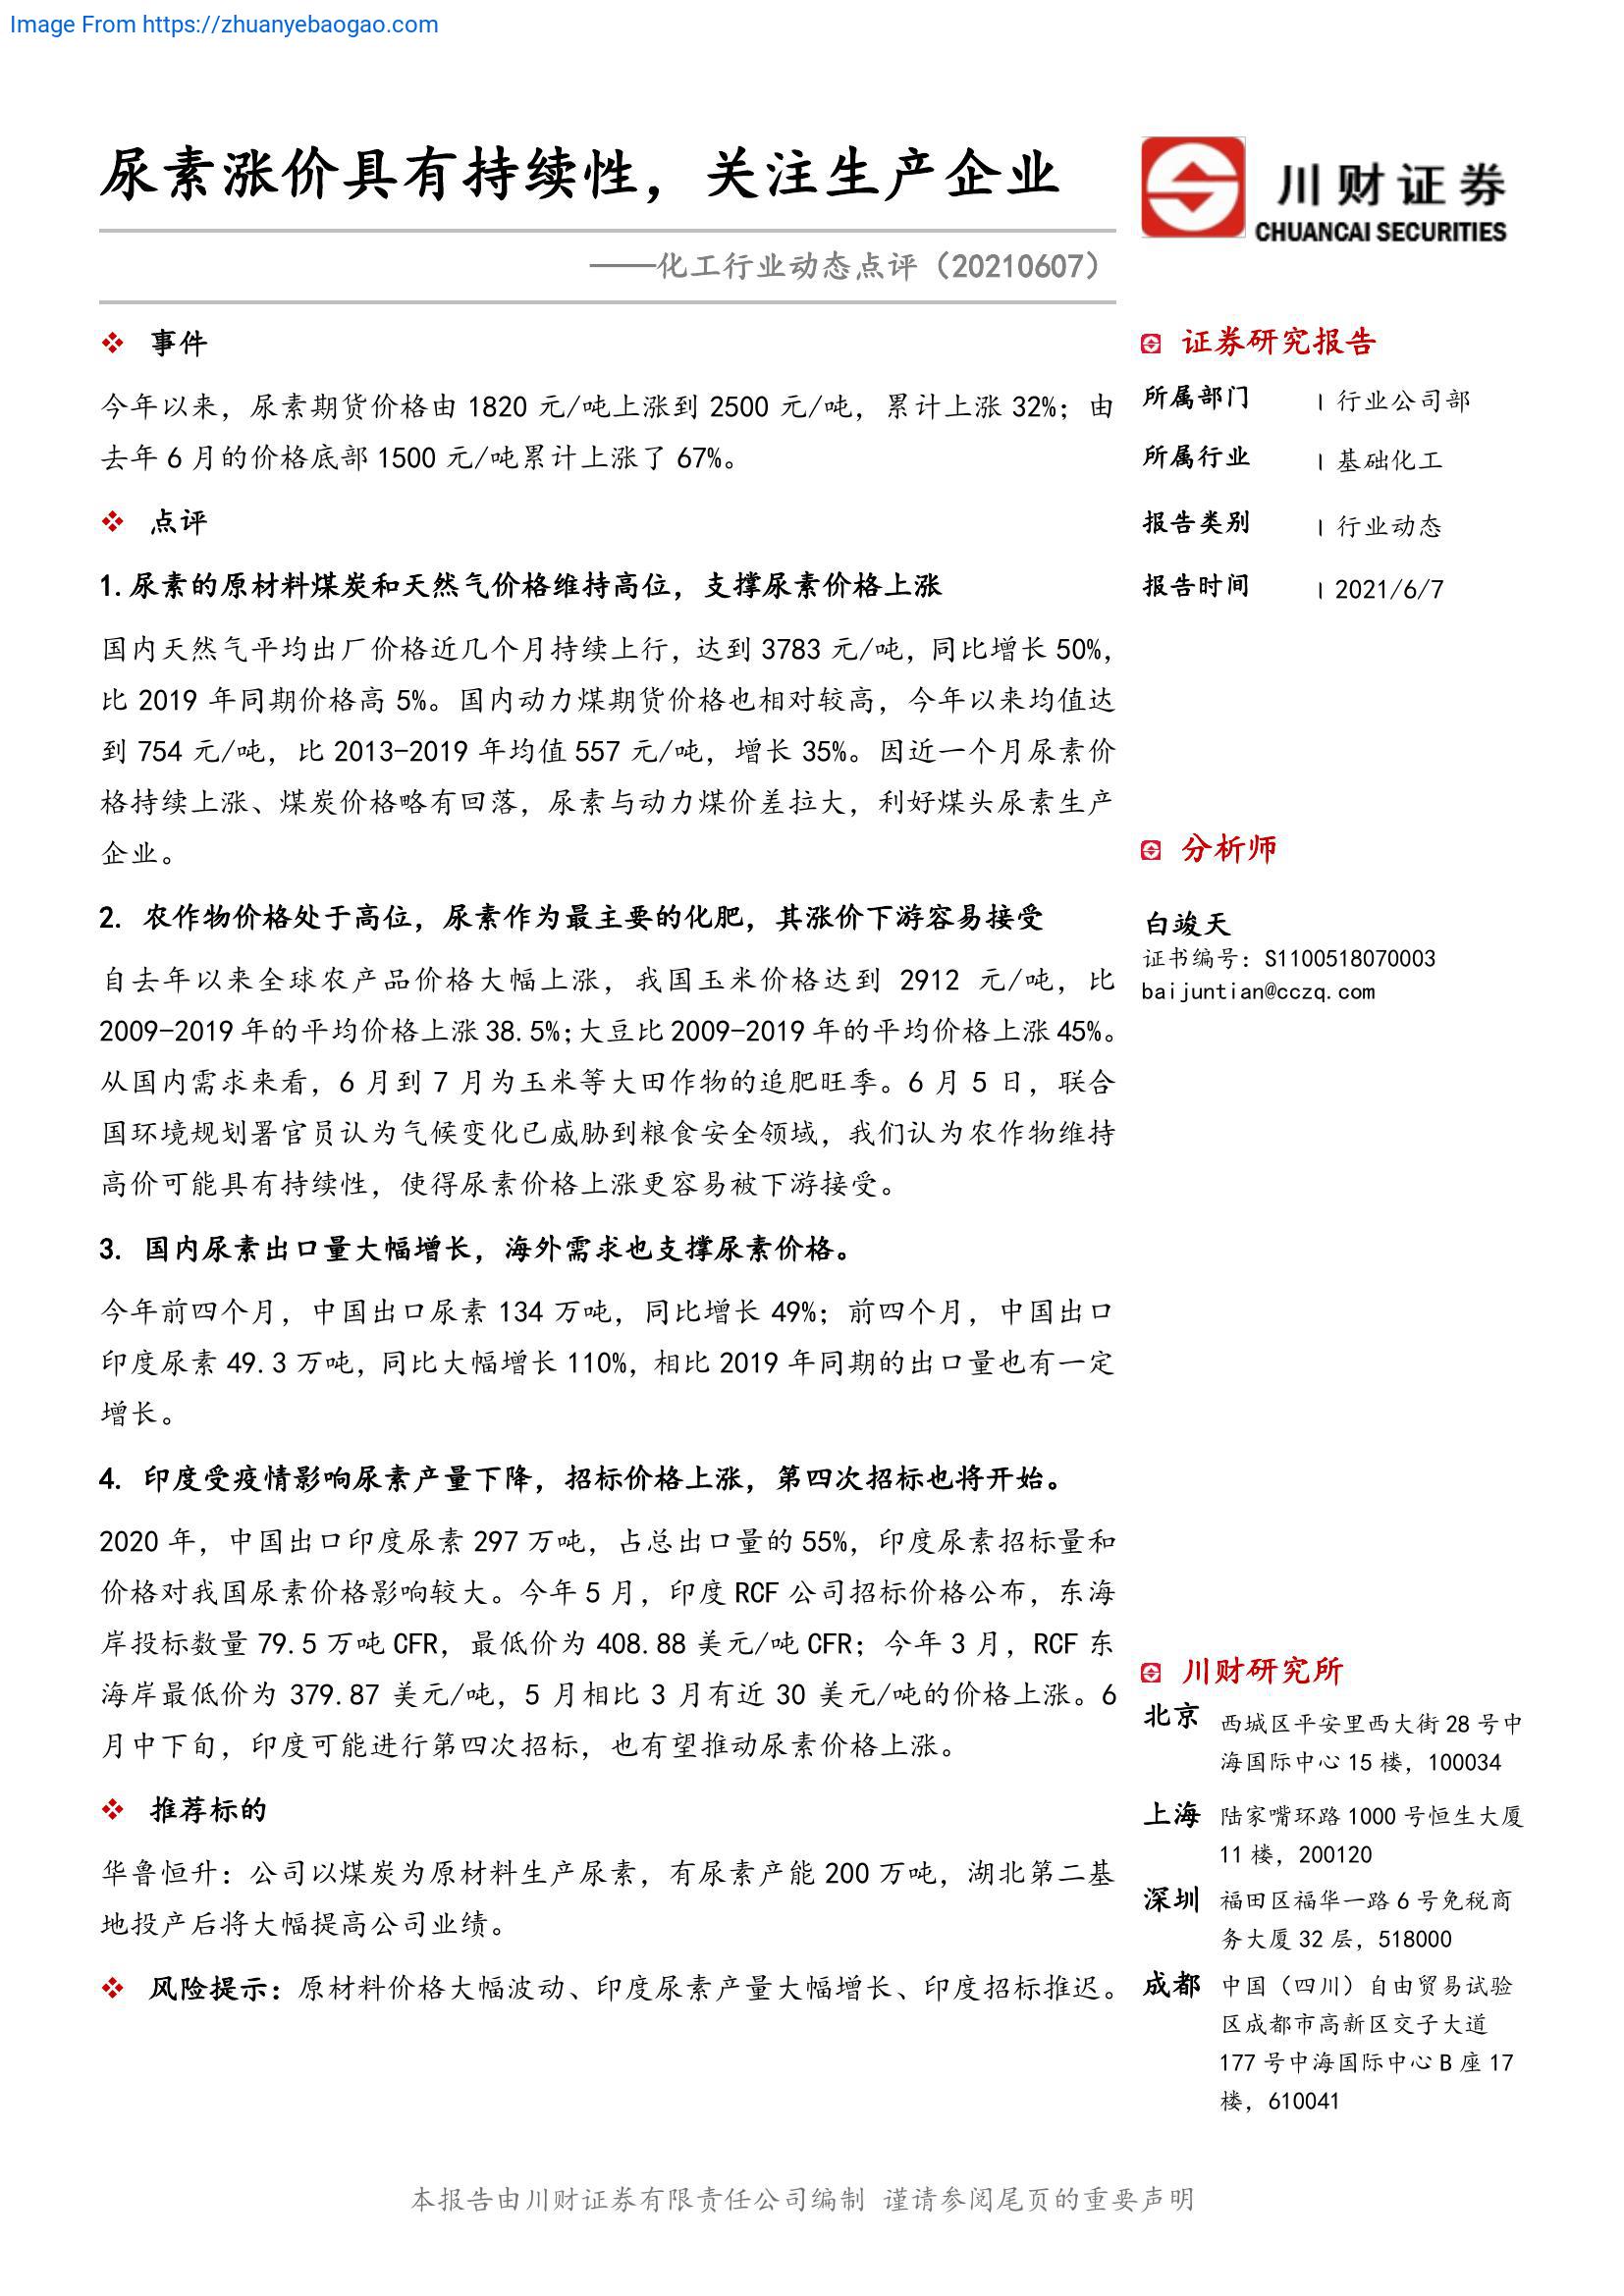 Image From https://zhuanyebaogao.com
尿素涨价具有持续性，关注生产企业
——化工行业动态点评（20210607）
川财证券
CHUANCAI SECURITIES
事件
今年以来，尿素期货价格由 1820 元/吨上涨到 2500 元/吨，累计上涨 32%；由
去年 6 月的价格底部 1500 元/吨累计上涨了 67%。
点评
1.尿素的原材料煤炭和天然气价格维持高位，支撑尿素价格上涨
国内天然气平均出厂价格近几个月持续上行，达到 3783 元/吨，同比增长 50%，
比 2019 年同期价格高 5%。国内动力煤期货价格也相对较高，今年以来均值达
到 754 元/吨，比 2013-2019 年均值 557 元/吨，增长 35%。因近一个月尿素价
格持续上涨、煤炭价格略有回落，尿素与动力煤价差拉大，利好煤头尿素生产
企业。
2. 农作物价格处于高位，尿素作为最主要的化肥，其涨价下游容易接受
自去年以来全球农产品价格大幅上涨，我国玉米价格达到 2912 元/吨，比
2009-2019 年的平均价格上涨 38.5%；大豆比 2009-2019 年的平均价格上涨 45%。
从国内需求来看，6 月到 7 月为玉米等大田作物的追肥旺季。6 月 5 日，联合
国环境规划署官员认为气候变化已威胁到粮食安全领域，我们认为农作物维持
高价可能具有持续性，使得尿素价格上涨更容易被下游接受。
3. 国内尿素出口量大幅增长，海外需求也支撑尿素价格。
今年前四个月，中国出口尿素 134 万吨，同比增长 49%；前四个月，中国出口
印度尿素 49.3 万吨，同比大幅增长 110%，相比 2019 年同期的出口量也有一定
增长。
4. 印度受疫情影响尿素产量下降，招标价格上涨，第四次招标也将开始。
2020 年，中国出口印度尿素 297 万吨，占总出口量的 55%，印度尿素招标量和
价格对我国尿素价格影响较大。今年 5 月，印度 RCF 公司招标价格公布，东海
岸投标数量 79.5 万吨 CFR，最低价为 408.88 美元/吨 CFR；今年 3 月，RCF 东
海岸最低价为 379.87 美元/吨，5 月相比 3 月有近 30 美元/吨的价格上涨。6
月中下旬，印度可能进行第四次招标，也有望推动尿素价格上涨。
推荐标的
华鲁恒升：公司以煤炭为原材料生产尿素，有尿素产能 200 万吨，湖北第二基
地投产后将大幅提高公司业绩。
风险提示：原材料价格大幅波动、印度尿素产量大幅增长、印度招标推迟。
证券研究报告
所属部门 | 行业公司部
所属行业 | 基础化工
报告类别 | 行业动态
报告时间 | 2021/6/7
分析师
白竣天
证书编号：S1100518070003
baijuntian@cczq.com
川财研究所
北京 西城区平安里西大街 28 号中
海国际中心 15 楼，100034
上海 陆家嘴环路 1000 号恒生大厦
11 楼，200120
深圳 福田区福华一路 6 号免税商
务大厦 32 层，518000
成都 中国（四川）自由贸易试验
区成都市高新区交子大道
177 号中海国际中心 B 座 17
楼，610041
本报告由川财证券有限责任公司编制 谨请参阅尾页的重要声明